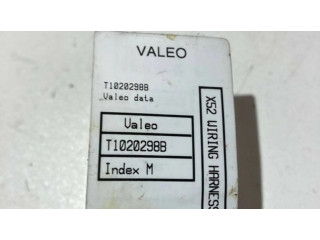 VALEO
T1020298B
Valeo data
Valeo
T1020298B
Index M
X52 WIRING HARNESS